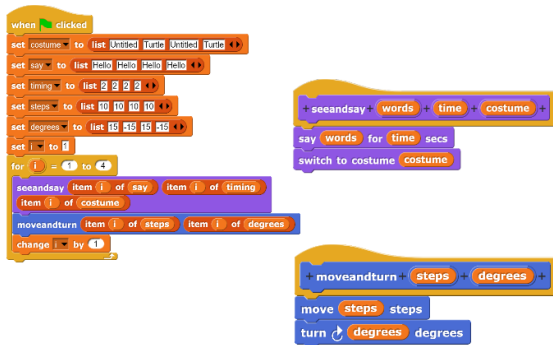 when clicked
set costume to list Untitled Turtle Untitled Turtle
set say to list Hello Hello Hello Hello
set timing to list 2 2 2 2
set steps to list 10 10 10 10
set degrees to list 15 -15 15 -15
set i to 1
for i = 1 to 4
seeandsay item i of say item i of timing
item i of costume
moveandturn item i of steps item i of degrees
change i by 1
+ seeandsay + words + time + costume +
say words for time secs
switch to costume costume
+ moveandturn + steps + degrees +
move steps steps
turn degrees degrees